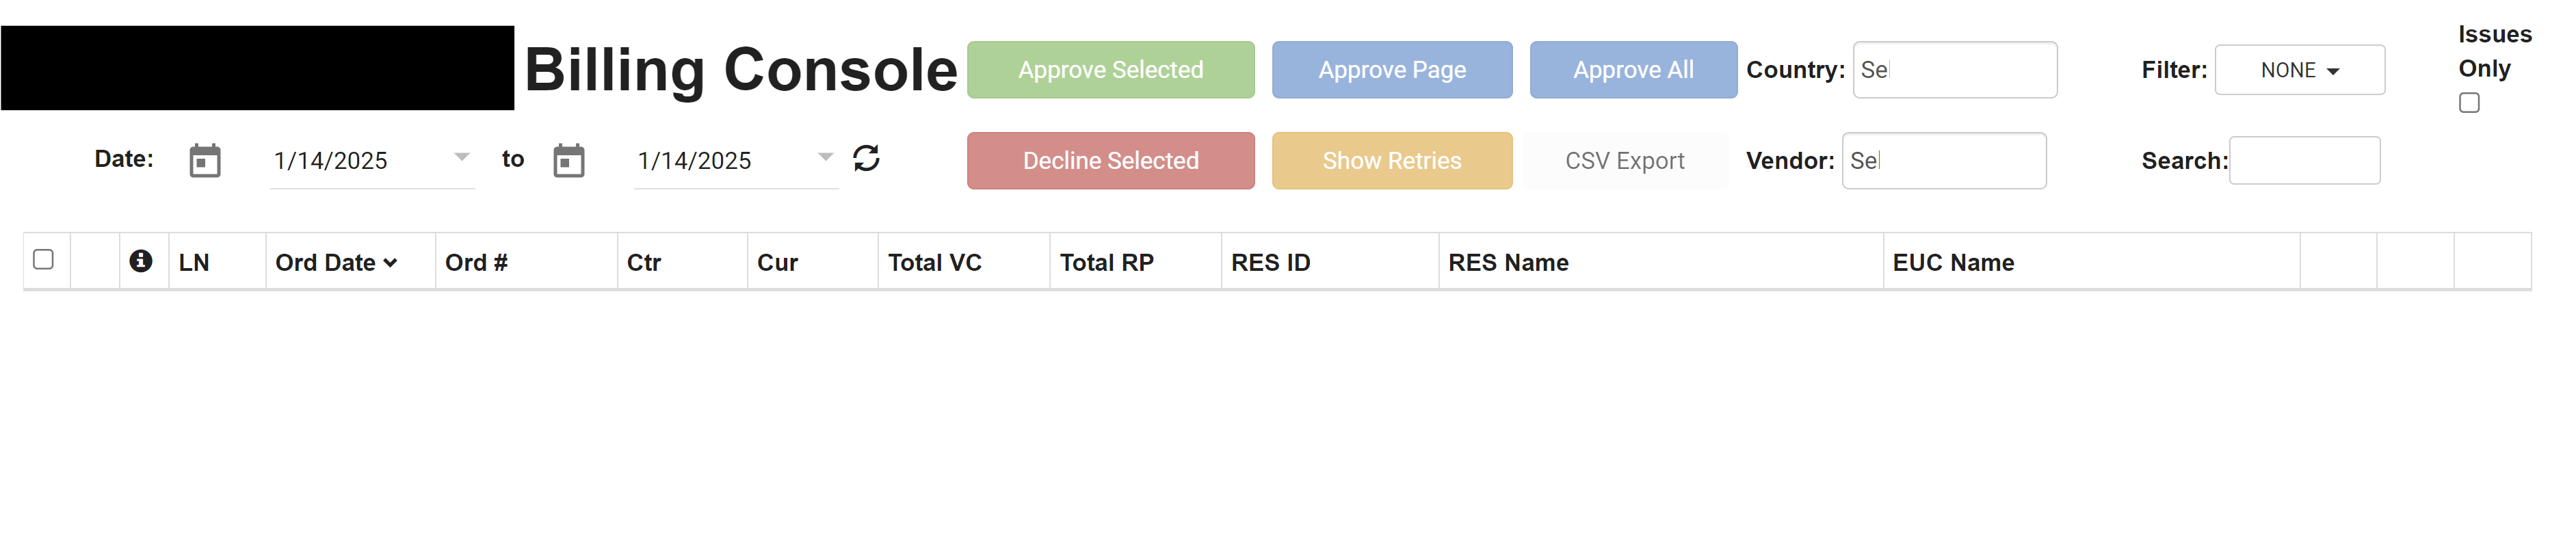 Billing Console
Approve Selected
Approve Page
Approve All
Country: Sel
Filter: NONE
Issues Only
Date: 1/14/2025 to 1/14/2025
Decline Selected
Show Retries
CSV Export
Vendor: Sel
Search:
LN Ord Date Ord # Ctr Cur Total VC Total RP RES ID RES Name EUC Name